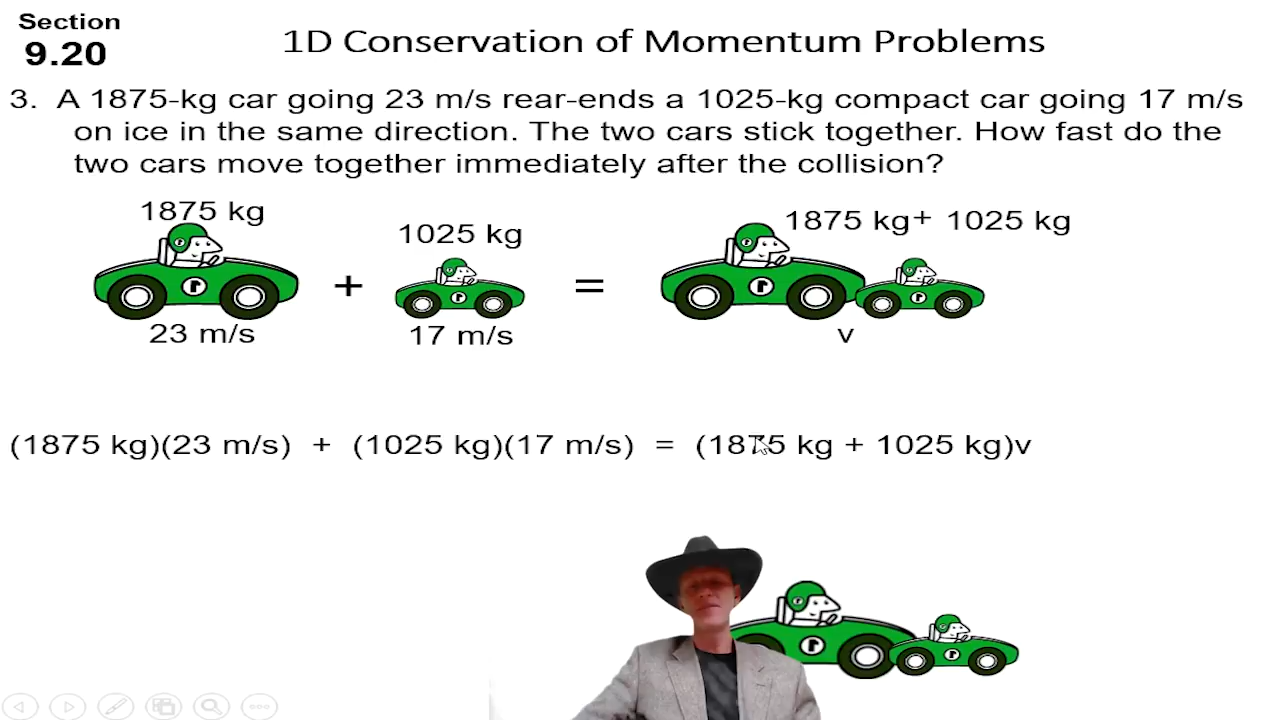 Section
9.20
1D Conservation of Momentum Problems
3. A 1875-kg car going 23 m/s rear-ends a 1025-kg compact car going 17 m/s
on ice in the same direction. The two cars stick together. How fast do the
two cars move together immediately after the collision?
1875 kg
1025 kg
1875 kg + 1025 kg
+
=
23 m/s
17 m/s
v
(1875 kg)(23 m/s) + (1025 kg)(17 m/s) = (1875 kg + 1025 kg)v